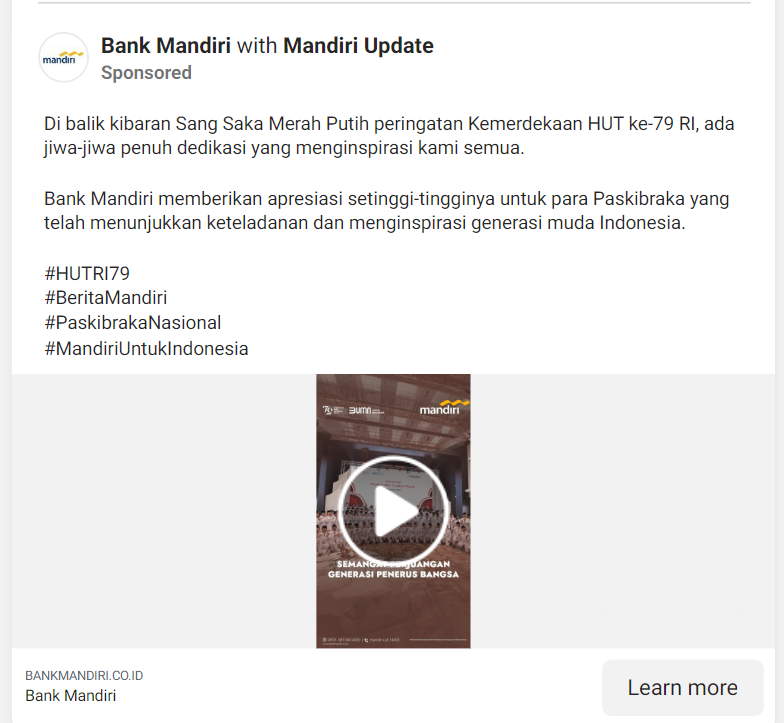 Bank Mandiri with Mandiri Update
Sponsored
Di balik kibaran Sang Saka Merah Putih peringatan Kemerdekaan HUT ke-79 RI, ada
jiwa-jiwa penuh dedikasi yang menginspirasi kami semua.
Bank Mandiri memberikan apresiasi setinggi-tingginya untuk para Paskibraka yang
telah menunjukkan keteladanan dan menginspirasi generasi muda Indonesia.
#HUTRI79
#BeritaMandiri
#PaskibrakaNasional
#MandiriUntukIndonesia
mandiri
BUMN
mandiri
SEMANGAT PERJUANGAN
GENERASI PENERUS BANGSA
BANKMANDIRI.CO.ID
Bank Mandiri
Learn more